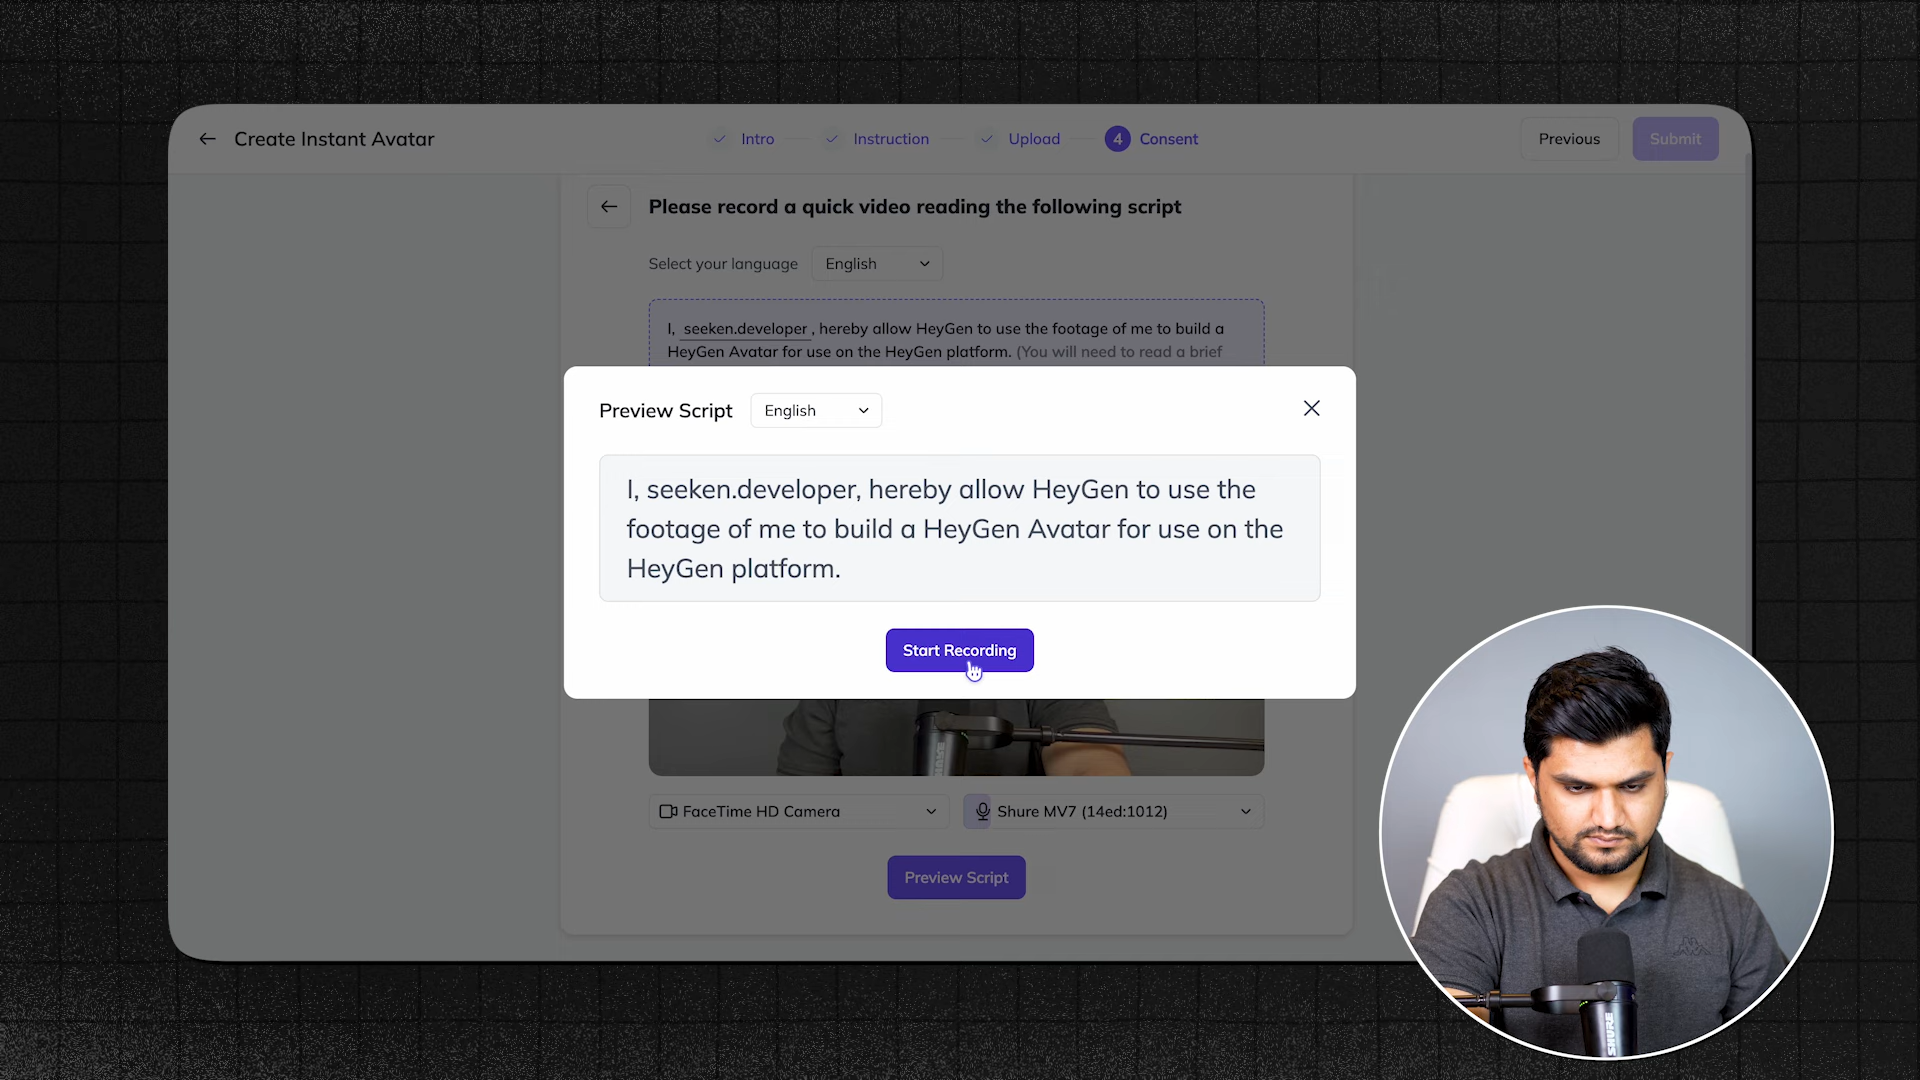 Create Instant Avatar
Intro
Instruction
Upload
4 Consent
Previous
Submit
Please record a quick video reading the following script
Select your language
English
I, seeken.developer , hereby allow HeyGen to use the footage of me to build a
HeyGen Avatar for use on the HeyGen platform. (You will need to read a brief
Preview Script
English
I, seeken.developer, hereby allow HeyGen to use the
footage of me to build a HeyGen Avatar for use on the
HeyGen platform.
Start Recording
FaceTime HD Camera
Shure MV7 (14ed:1012)
Preview Script
SHURE